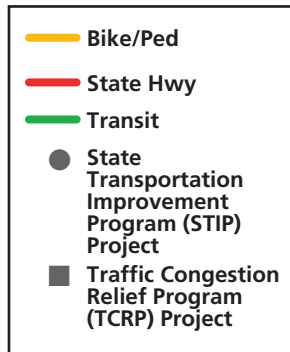 Bike/Ped
State Hwy
Transit
State
Transportation
Improvement
Program (STIP)
Project
Traffic Congestion
Relief Program
(TCRP) Project